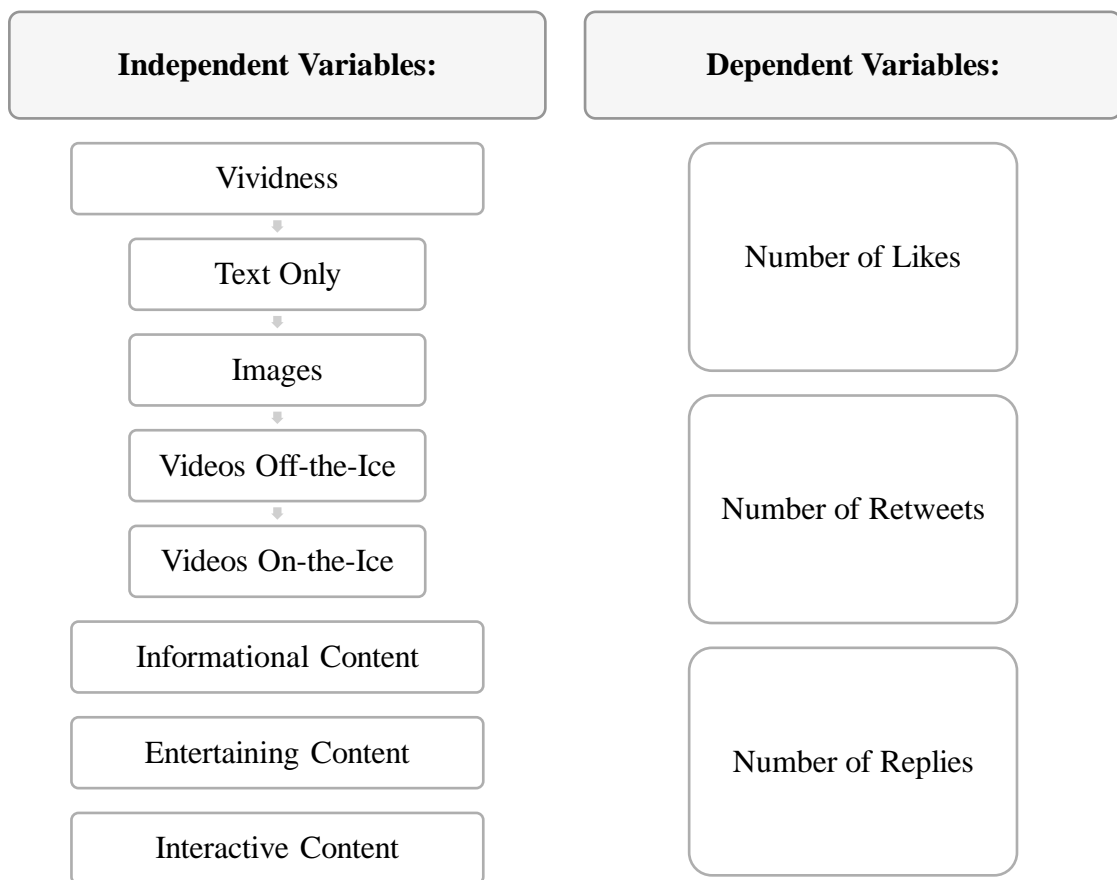 Independent Variables:
Vividness
Text Only
Images
Videos Off-the-Ice
Videos On-the-Ice
Informational Content
Entertaining Content
Interactive Content
Dependent Variables:
Number of Likes
Number of Retweets
Number of Replies